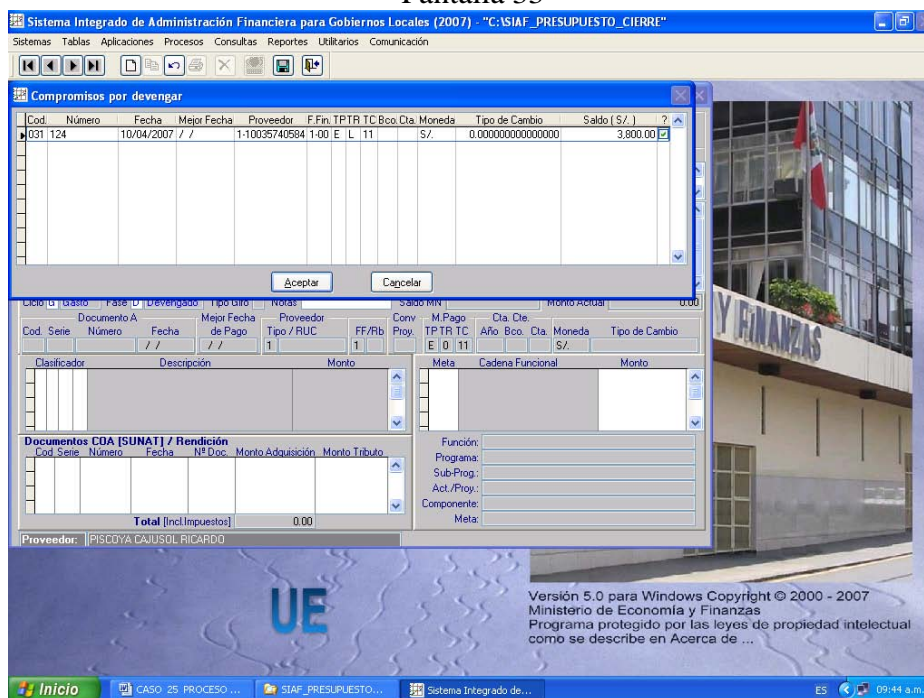 Pantalla 33
Sistema Integrado de Administración Financiera para Gobiernos Locales (2007) - "C:\SIAF_PRESUPUESTO_CIERRE"
Sistemas Tablas Aplicaciones Procesos Consultas Reportes Utilitarios Comunicación
Compromisos por devengar
Cod. Número Fecha Mejor Fecha Proveedor F.Fin. TP TR TC Bco. Cta. Moneda Tipo de Cambio Saldo ( S/. ) ?
031 124 10/04/2007 / / 1-10035740584 1-00 E L 11 S/. 0.000000000000000 3,800.00
Aceptar Cancelar
Ciclo G Gasto Fase D Devengado Tipo Giro Notas Saldo MN Monto Actual 0.00
Documento A Mejor Fecha Proveedor Conv M.Pago Cta. Cte.
Cod. Serie Número Fecha de Pago Tipo / RUC FF/Rb Proy. TP TR TC Año Bco. Cta. Moneda Tipo de Cambio
/ / / / 1 1 E 0 11 S/.
Clasificador Descripción Monto Meta Cadena Funcional Monto
Documentos COA [SUNAT] / Rendición
Cod Serie Número Fecha Nº Doc. Monto Adquisición Monto Tributo
Función:
Programa:
Sub-Prog.:
Act./Proy.:
Componente:
Meta:
Total [Incl.Impuestos] 0.00
Proveedor: PISCOYA CAJUSOL RICARDO
Y FINANZAS
UE
Versión 5.0 para Windows Copyright © 2000 - 2007
Ministerio de Economía y Finanzas
Programa protegido por las leyes de propiedad intelectual
como se describe en Acerca de ...
Inicio CASO 25 PROCESO ... SIAF_PRESUPUESTO... Sistema Integrado de... ES 09:44 a.m.